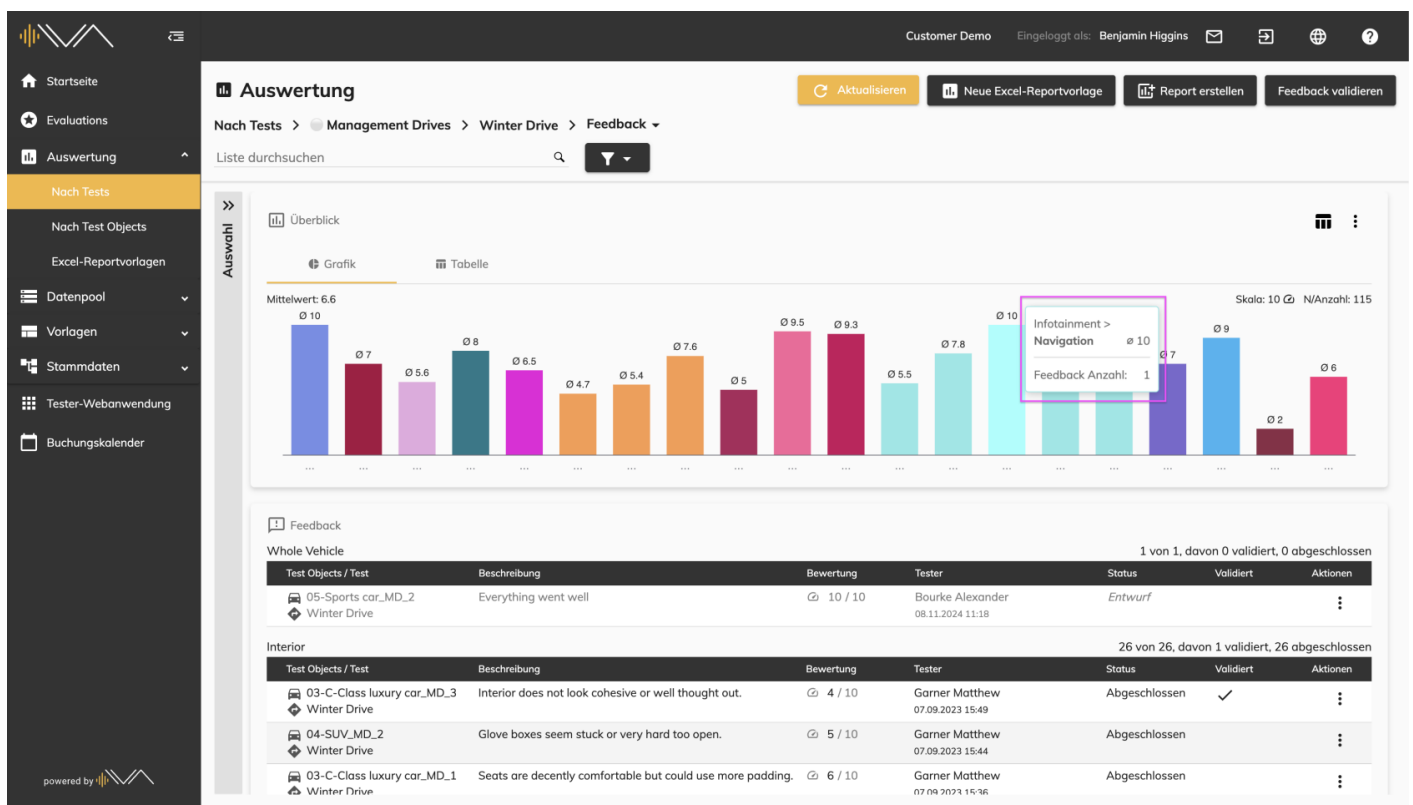 Customer Demo Eingeloggt als: Benjamin Higgins
Startseite
Evaluations
Auswertung
Nach Tests
Nach Test Objects
Excel-Reportvorlagen
Datenpool
Vorlagen
Stammdaten
Tester-Webanwendung
Buchungskalender
powered by
Auswertung
Aktualisieren
Neue Excel-Reportvorlage
Report erstellen
Feedback validieren
Nach Tests > Management Drives > Winter Drive > Feedback
Liste durchsuchen
Auswahl
Überblick
Grafik
Tabelle
Mittelwert: 6.6
Skala: 10 N/Anzahl: 115
Ø 10
Ø 7
Ø 5.6
Ø 8
Ø 6.5
Ø 4.7
Ø 5.4
Ø 7.6
Ø 5
Ø 9.5
Ø 9.3
Ø 5.5
Ø 7.8
Ø 10
Infotainment >
Navigation ø 10
Feedback Anzahl: 1
7
Ø 9
Ø 2
Ø 6
... ... ... ... ... ... ... ... ... ... ... ... ... ... ... ... ... ... ... ...
Feedback
Whole Vehicle 1 von 1, davon 0 validiert, 0 abgeschlossen
Test Objects / Test Beschreibung Bewertung Tester Status Validiert Aktionen
05-Sports car_MD_2 Everything went well 10 / 10 Bourke Alexander Entwurf
Winter Drive 08.11.2024 11:18
Interior 26 von 26, davon 1 validiert, 26 abgeschlossen
Test Objects / Test Beschreibung Bewertung Tester Status Validiert Aktionen
03-C-Class luxury car_MD_3 Interior does not look cohesive or well thought out. 4 / 10 Garner Matthew Abgeschlossen
Winter Drive 07.09.2023 15:49
04-SUV_MD_2 Glove boxes seem stuck or very hard too open. 5 / 10 Garner Matthew Abgeschlossen
Winter Drive 07.09.2023 15:44
03-C-Class luxury car_MD_1 Seats are decently comfortable but could use more padding. 6 / 10 Garner Matthew Abgeschlossen
Winter Drive 07.09.2023 15:36